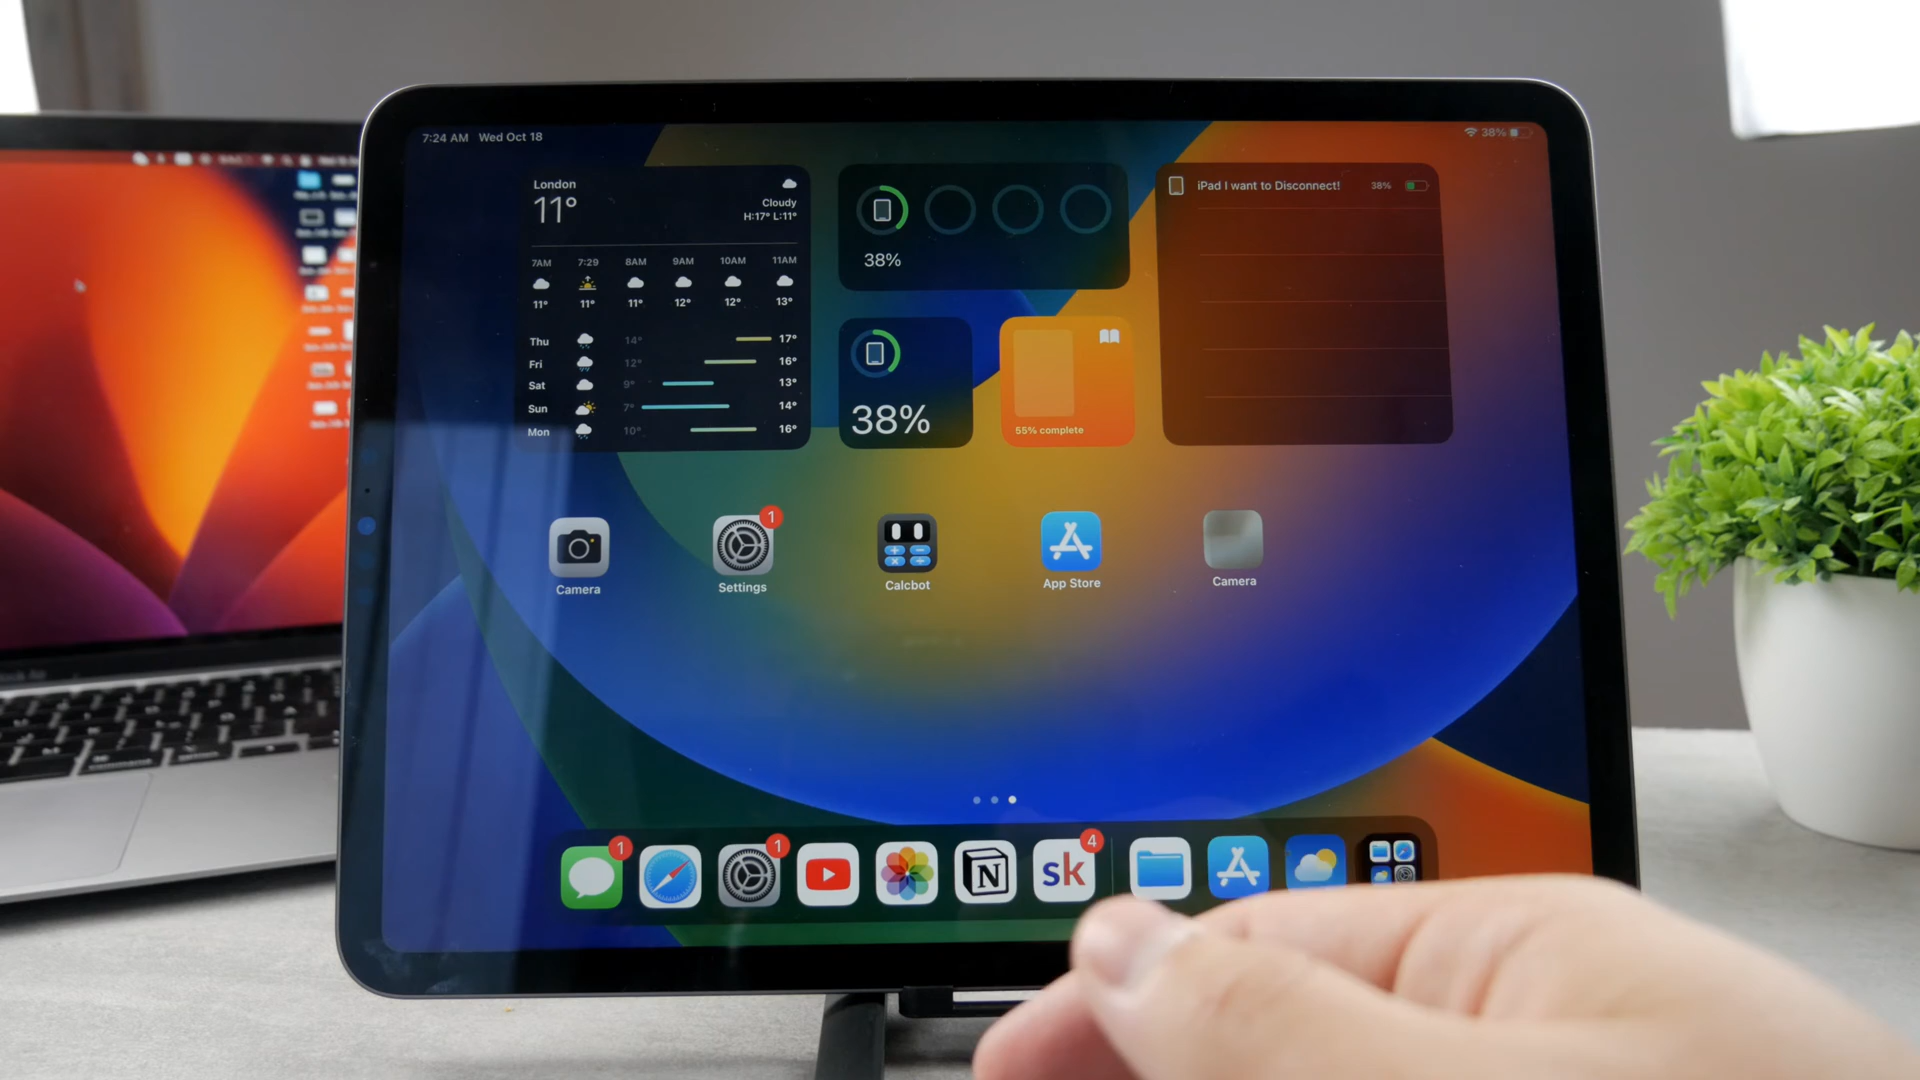 7:24 AM Wed Oct 18
38%
London
11°
Cloudy
H:17° L:11°
7AM 7:29 8AM 9AM 10AM 11AM
11° 11° 11° 12° 12° 13°
Thu 14° 17°
Fri 12° 16°
Sat 9° 13°
Sun 7° 14°
Mon 10° 16°
38%
38%
55% complete
iPad I want to Disconnect! 38%
1
Camera Settings Calcbot App Store Camera
1 1 4
N sk